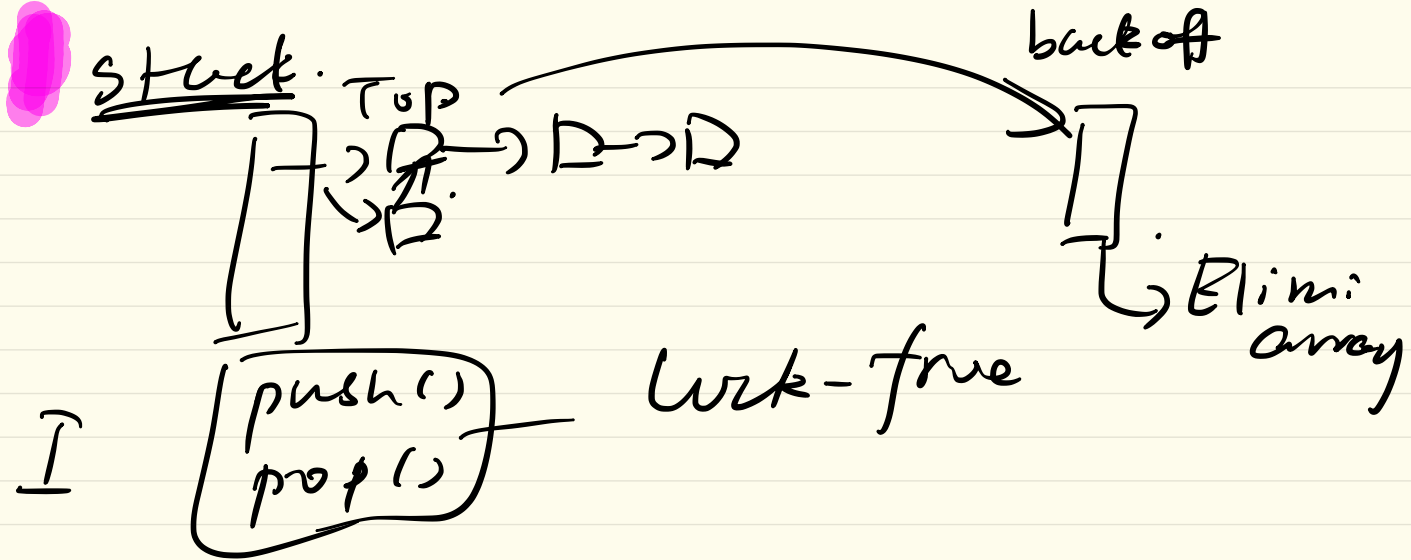 stack.
Top
backoff
Elimi
array
push()
pop()
lock-free
I